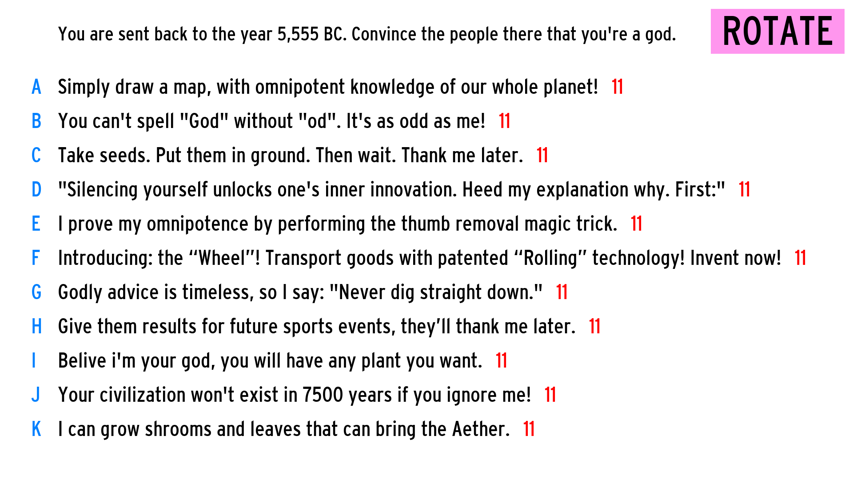 You are sent back to the year 5,555 BC. Convince the people there that you're a god.
ROTATE
A Simply draw a map, with omnipotent knowledge of our whole planet! 11
B You can't spell "God" without "od". It's as odd as me! 11
C Take seeds. Put them in ground. Then wait. Thank me later. 11
D "Silencing yourself unlocks one's inner innovation. Heed my explanation why. First:" 11
E I prove my omnipotence by performing the thumb removal magic trick. 11
F Introducing: the “Wheel”! Transport goods with patented “Rolling” technology! Invent now! 11
G Godly advice is timeless, so I say: "Never dig straight down." 11
H Give them results for future sports events, they’ll thank me later. 11
I Belive i'm your god, you will have any plant you want. 11
J Your civilization won't exist in 7500 years if you ignore me! 11
K I can grow shrooms and leaves that can bring the Aether. 11